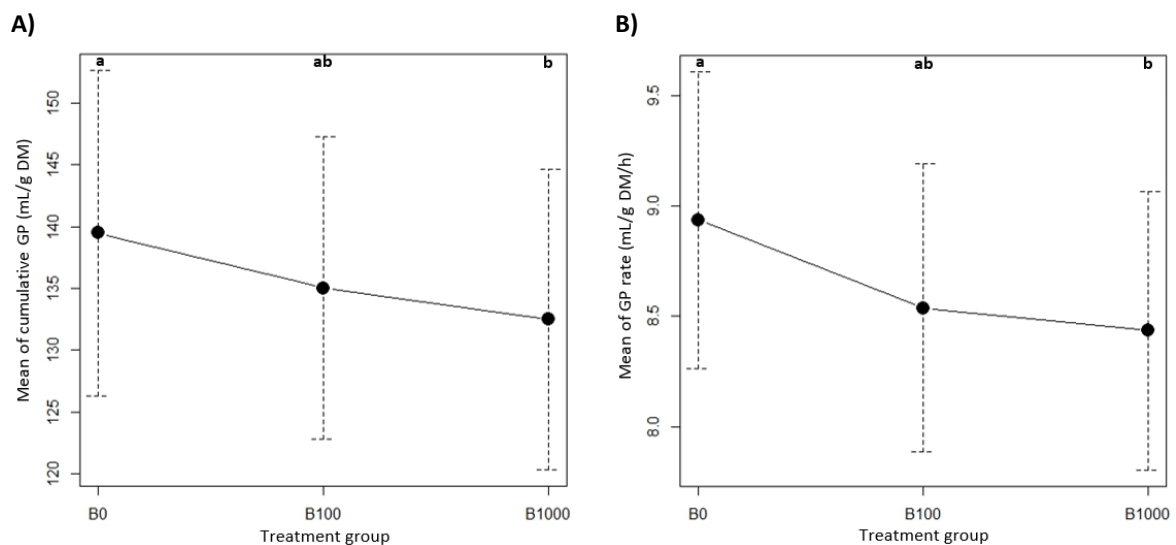 A)
a
ab
b
Mean of cumulative GP (mL/g DM)
150
145
140
135
130
125
120
B0
B100
B1000
Treatment group
B)
a
ab
b
Mean of GP rate (mL/g DM/h)
9.5
9.0
8.5
8.0
B0
B100
B1000
Treatment group